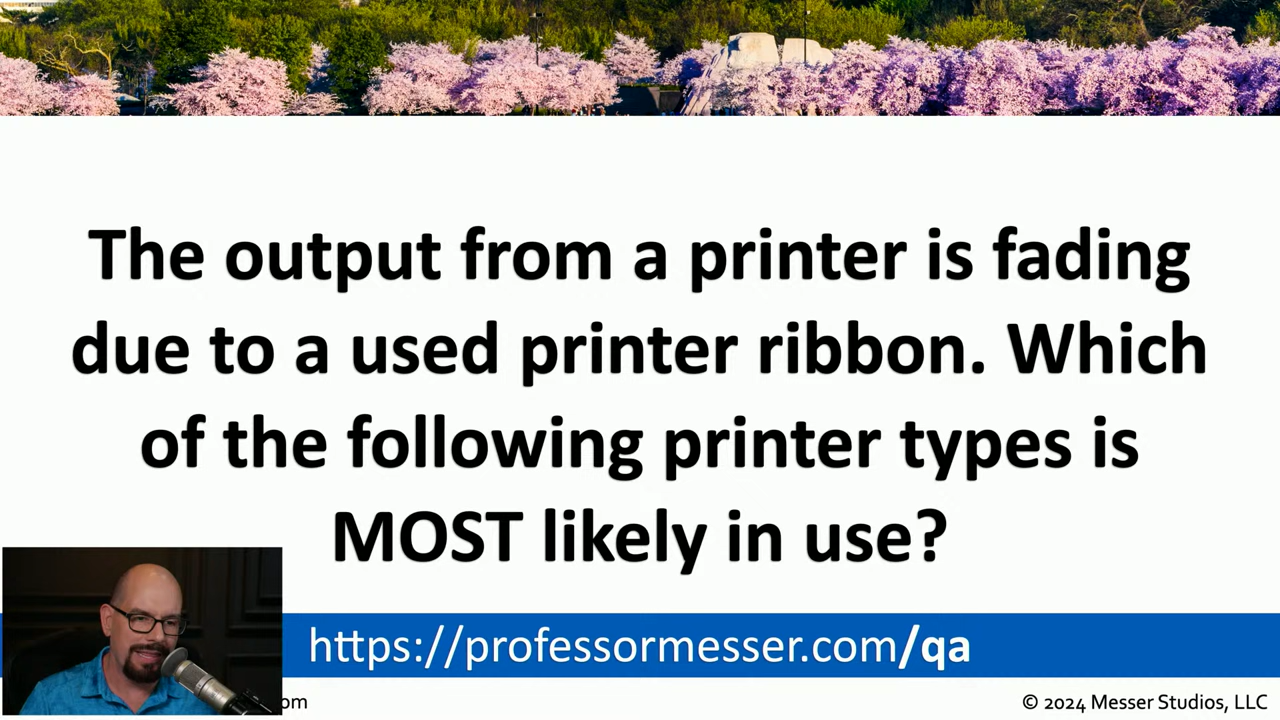 The output from a printer is fading
due to a used printer ribbon. Which
of the following printer types is
MOST likely in use?
https://professormesser.com/qa
om
© 2024 Messer Studios, LLC